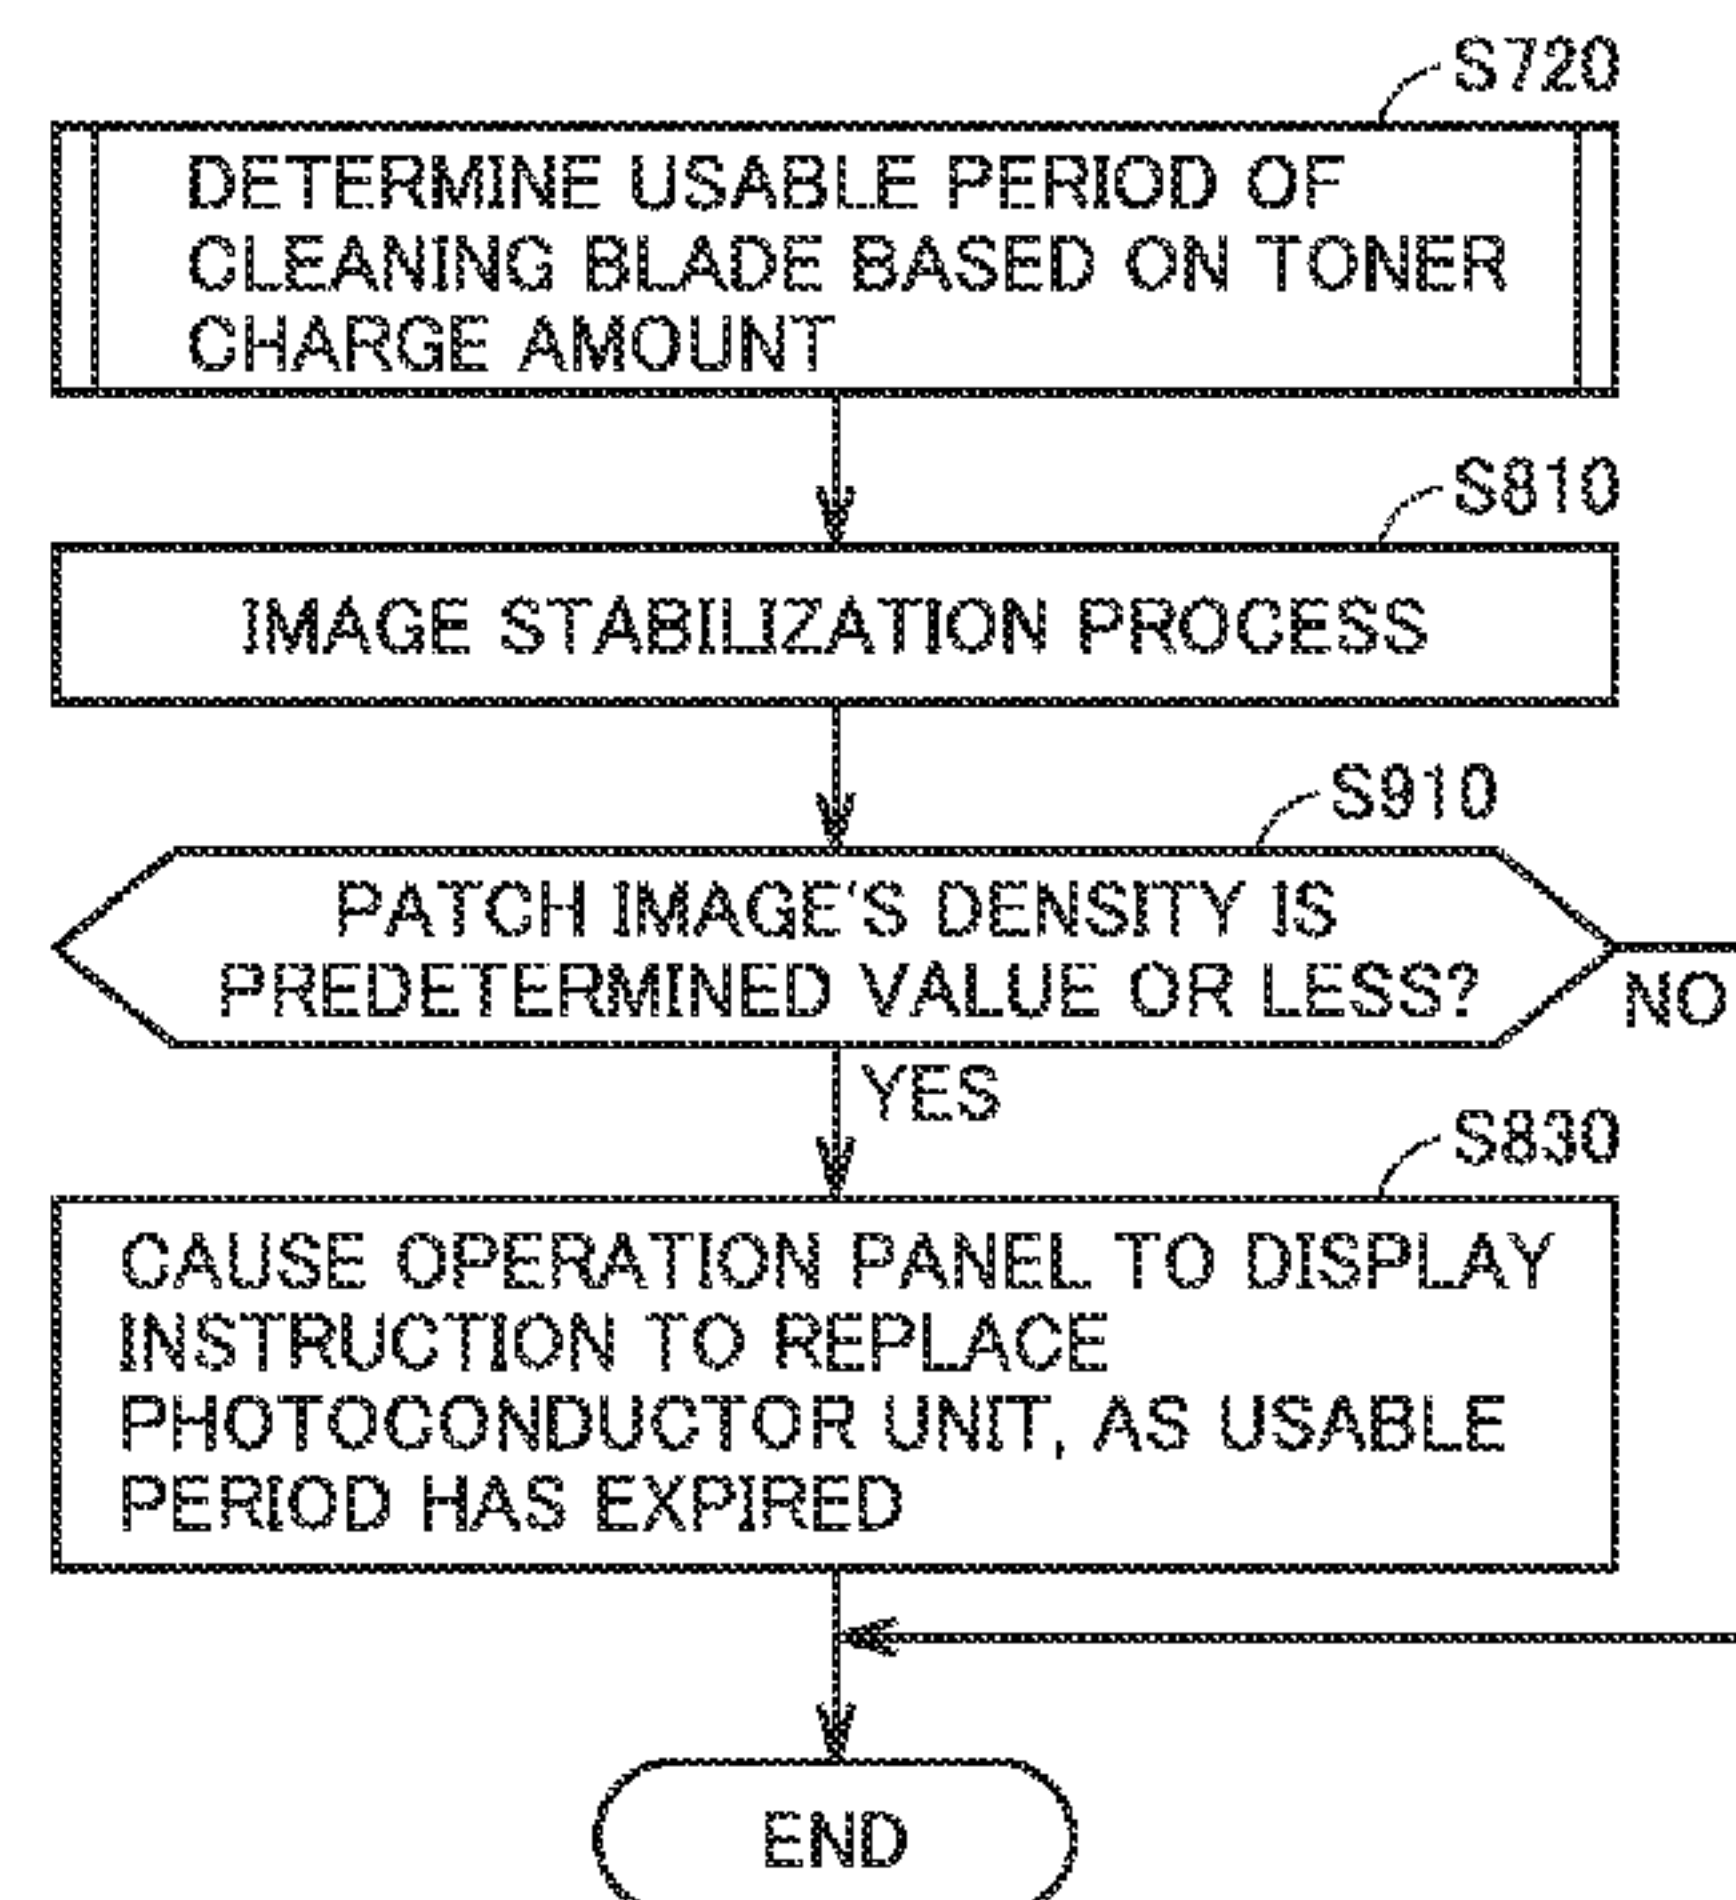 S720
DETERMINE USABLE PERIOD OF
CLEANING BLADE BASED ON TONER
CHARGE AMOUNT
S810
IMAGE STABILIZATION PROCESS
S910
PATCH IMAGE'S DENSITY IS
PREDETERMINED VALUE OR LESS?
NO
YES
S830
CAUSE OPERATION PANEL TO DISPLAY
INSTRUCTION TO REPLACE
PHOTOCONDUCTOR UNIT, AS USABLE
PERIOD HAS EXPIRED
END